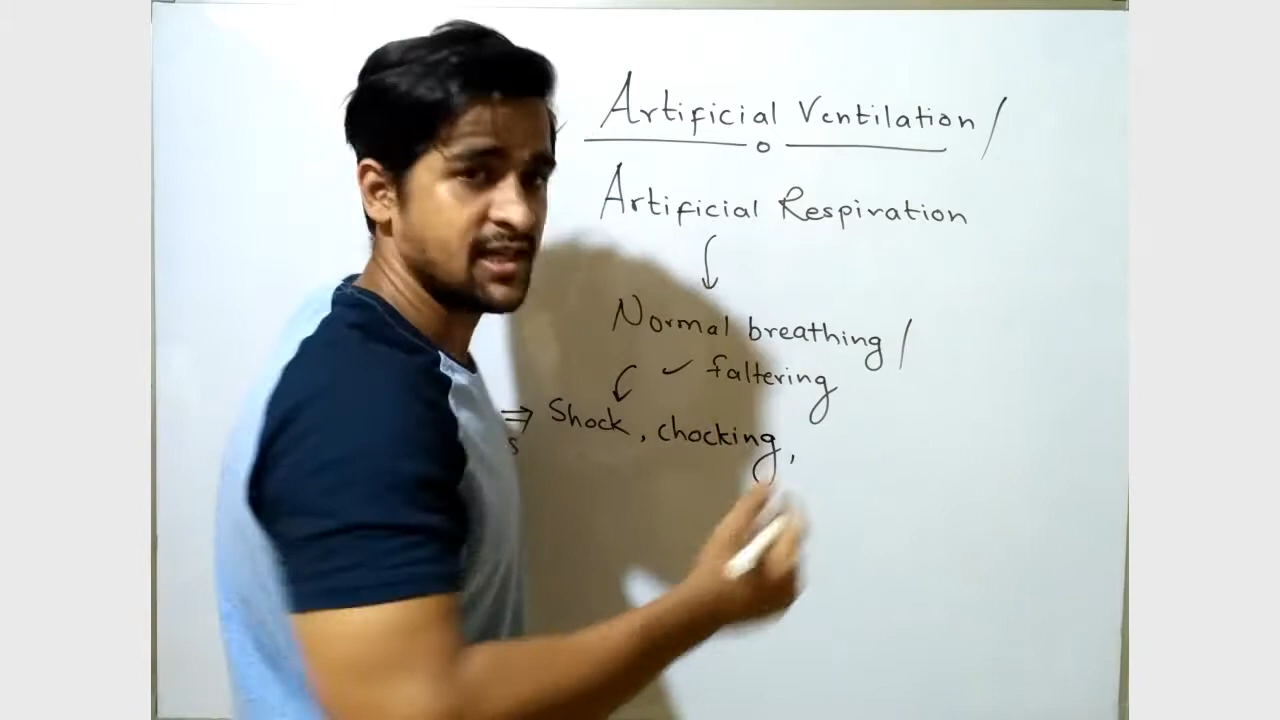 Artificial Ventilation /
Artificial Respiration
Normal breathing /
faltering
Shock, chocking,
s